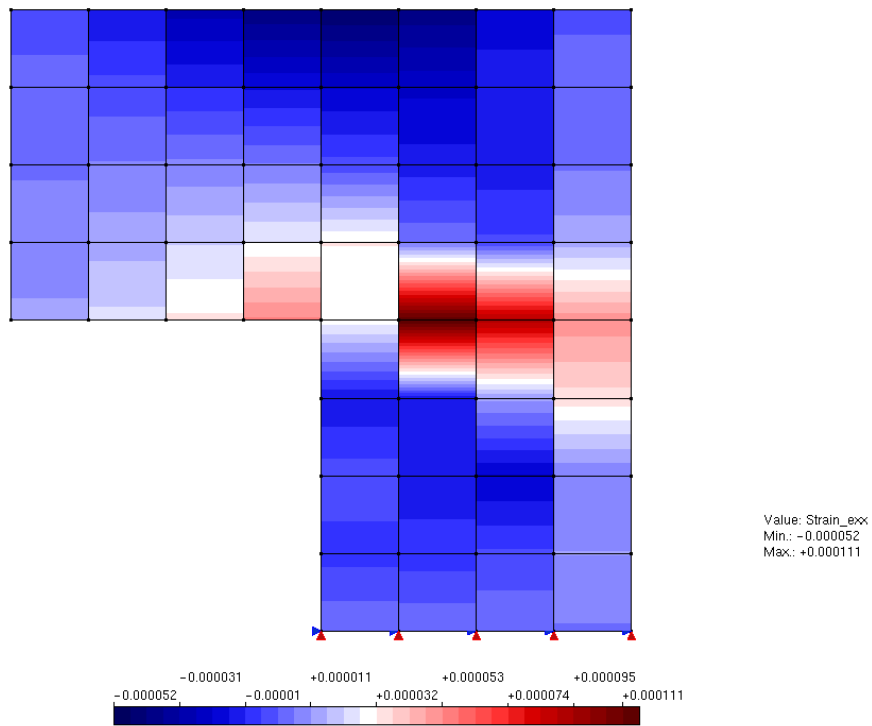 Value: Strain_exx
Min.: -0.000052
Max.: +0.000111
-0.000031 +0.000011 +0.000053 +0.000095
-0.000052 -0.00001 +0.000032 +0.000074 +0.000111